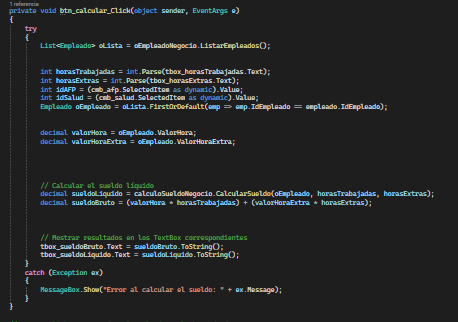 1 referencia
private void btn_calcular_Click(object sender, EventArgs e)
{
try
{
List<Empleado> oLista = oEmpleadoNegocio.ListarEmpleados();
int horasTrabajadas = int.Parse(tbox_horasTrabajadas.Text);
int horasExtras = int.Parse(tbox_horasExtras.Text);
int idAFP = (cmb_afp.SelectedItem as dynamic).Value;
int idSalud = (cmb_salud.SelectedItem as dynamic).Value;
Empleado oEmpleado = oLista.FirstOrDefault(emp => emp.IdEmpleado == empleado.IdEmpleado);
decimal valorHora = oEmpleado.ValorHora;
decimal valorHoraExtra = oEmpleado.ValorHoraExtra;
// Calcular el sueldo líquido
decimal sueldoLiquido = calculoSueldoNegocio.CalcularSueldo(oEmpleado, horasTrabajadas, horasExtras);
decimal sueldoBruto = (valorHora * horasTrabajadas) + (valorHoraExtra * horasExtras);
// Mostrar resultados en los TextBox correspondientes
tbox_sueldoBruto.Text = sueldoBruto.ToString();
tbox_sueldoLiquido.Text = sueldoLiquido.ToString();
}
catch (Exception ex)
{
MessageBox.Show("Error al calcular el sueldo: " + ex.Message);
}
}